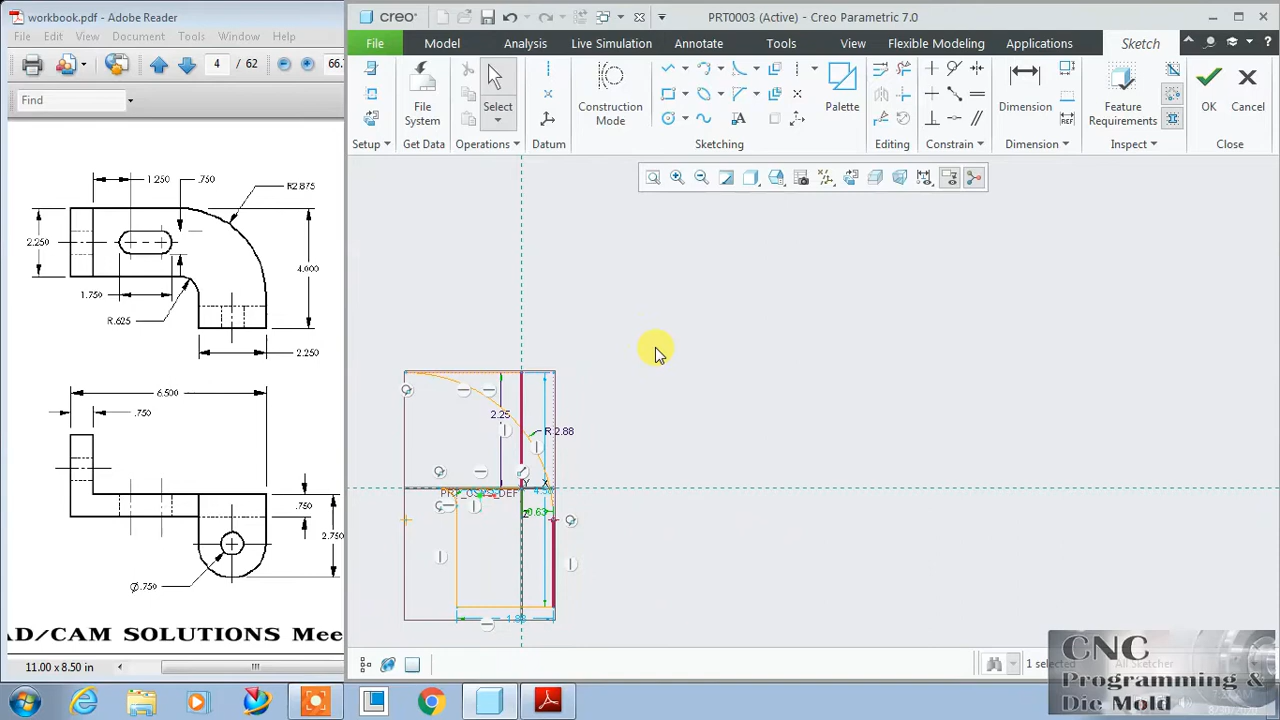 workbook.pdf - Adobe Reader
File Edit View Document Tools Window Help
4 / 62 66.
Find
1.250 .750 R2.875
2.250 4.000
1.750
R.625
2.250
6.500
.750
.750
2.750
Ø.750
AD/CAM SOLUTIONS Mee
11.00 x 8.50 in
creo PRT0003 (Active) - Creo Parametric 7.0
File Model Analysis Live Simulation Annotate Tools View Flexible Modeling Applications Sketch
File System
Select
Construction Mode
Palette
Dimension
Feature Requirements
OK
Cancel
Setup Get Data Operations Datum Sketching Editing Constrain Dimension Inspect Close
2.25
R 2.88
Y X
PRT_CSYS_DEF
0.63
Z
1 selected All Sketcher
CNC
Programming &
Die Mold